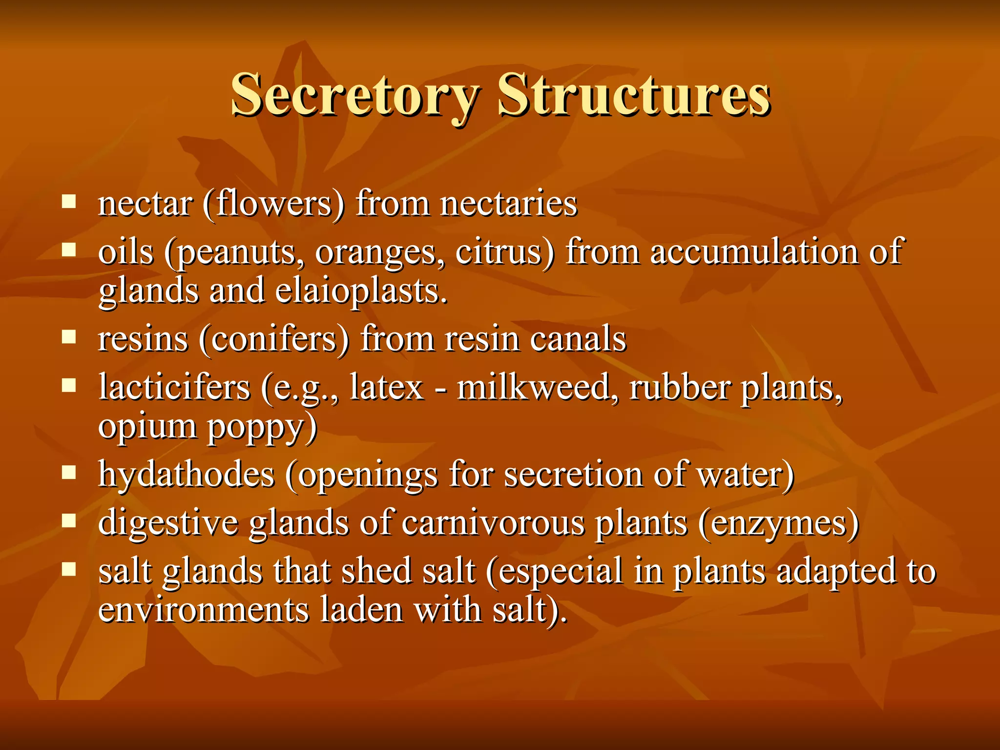 Secretory Structures
nectar (flowers) from nectaries
oils (peanuts, oranges, citrus) from accumulation of
glands and elaioplasts.
resins (conifers) from resin canals
lacticifers (e.g., latex - milkweed, rubber plants,
opium poppy)
hydathodes (openings for secretion of water)
digestive glands of carnivorous plants (enzymes)
salt glands that shed salt (especial in plants adapted to
environments laden with salt).